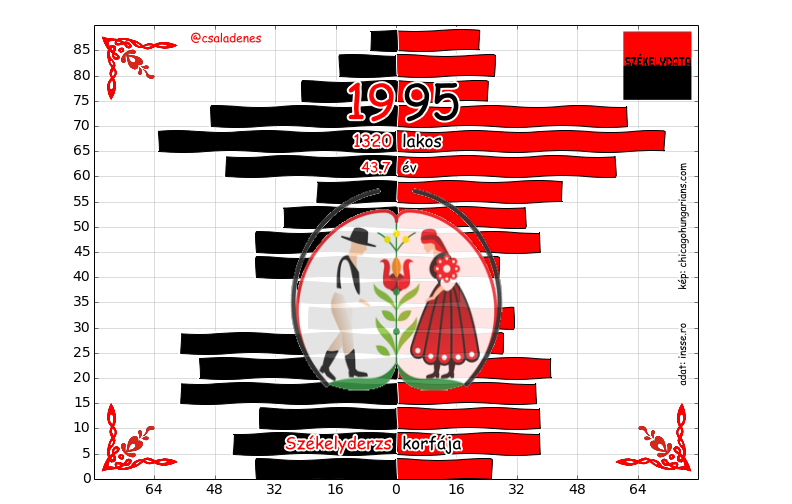 @csaladenes
SZÉKELYDATA
1995
1320 lakos
43.7 év
kép: chicagohungarians.com
adat: insse.ro
Székelyderzs korfája
85
80
75
70
65
60
55
50
45
40
35
30
25
20
15
10
5
0
64 48 32 16 0 16 32 48 64